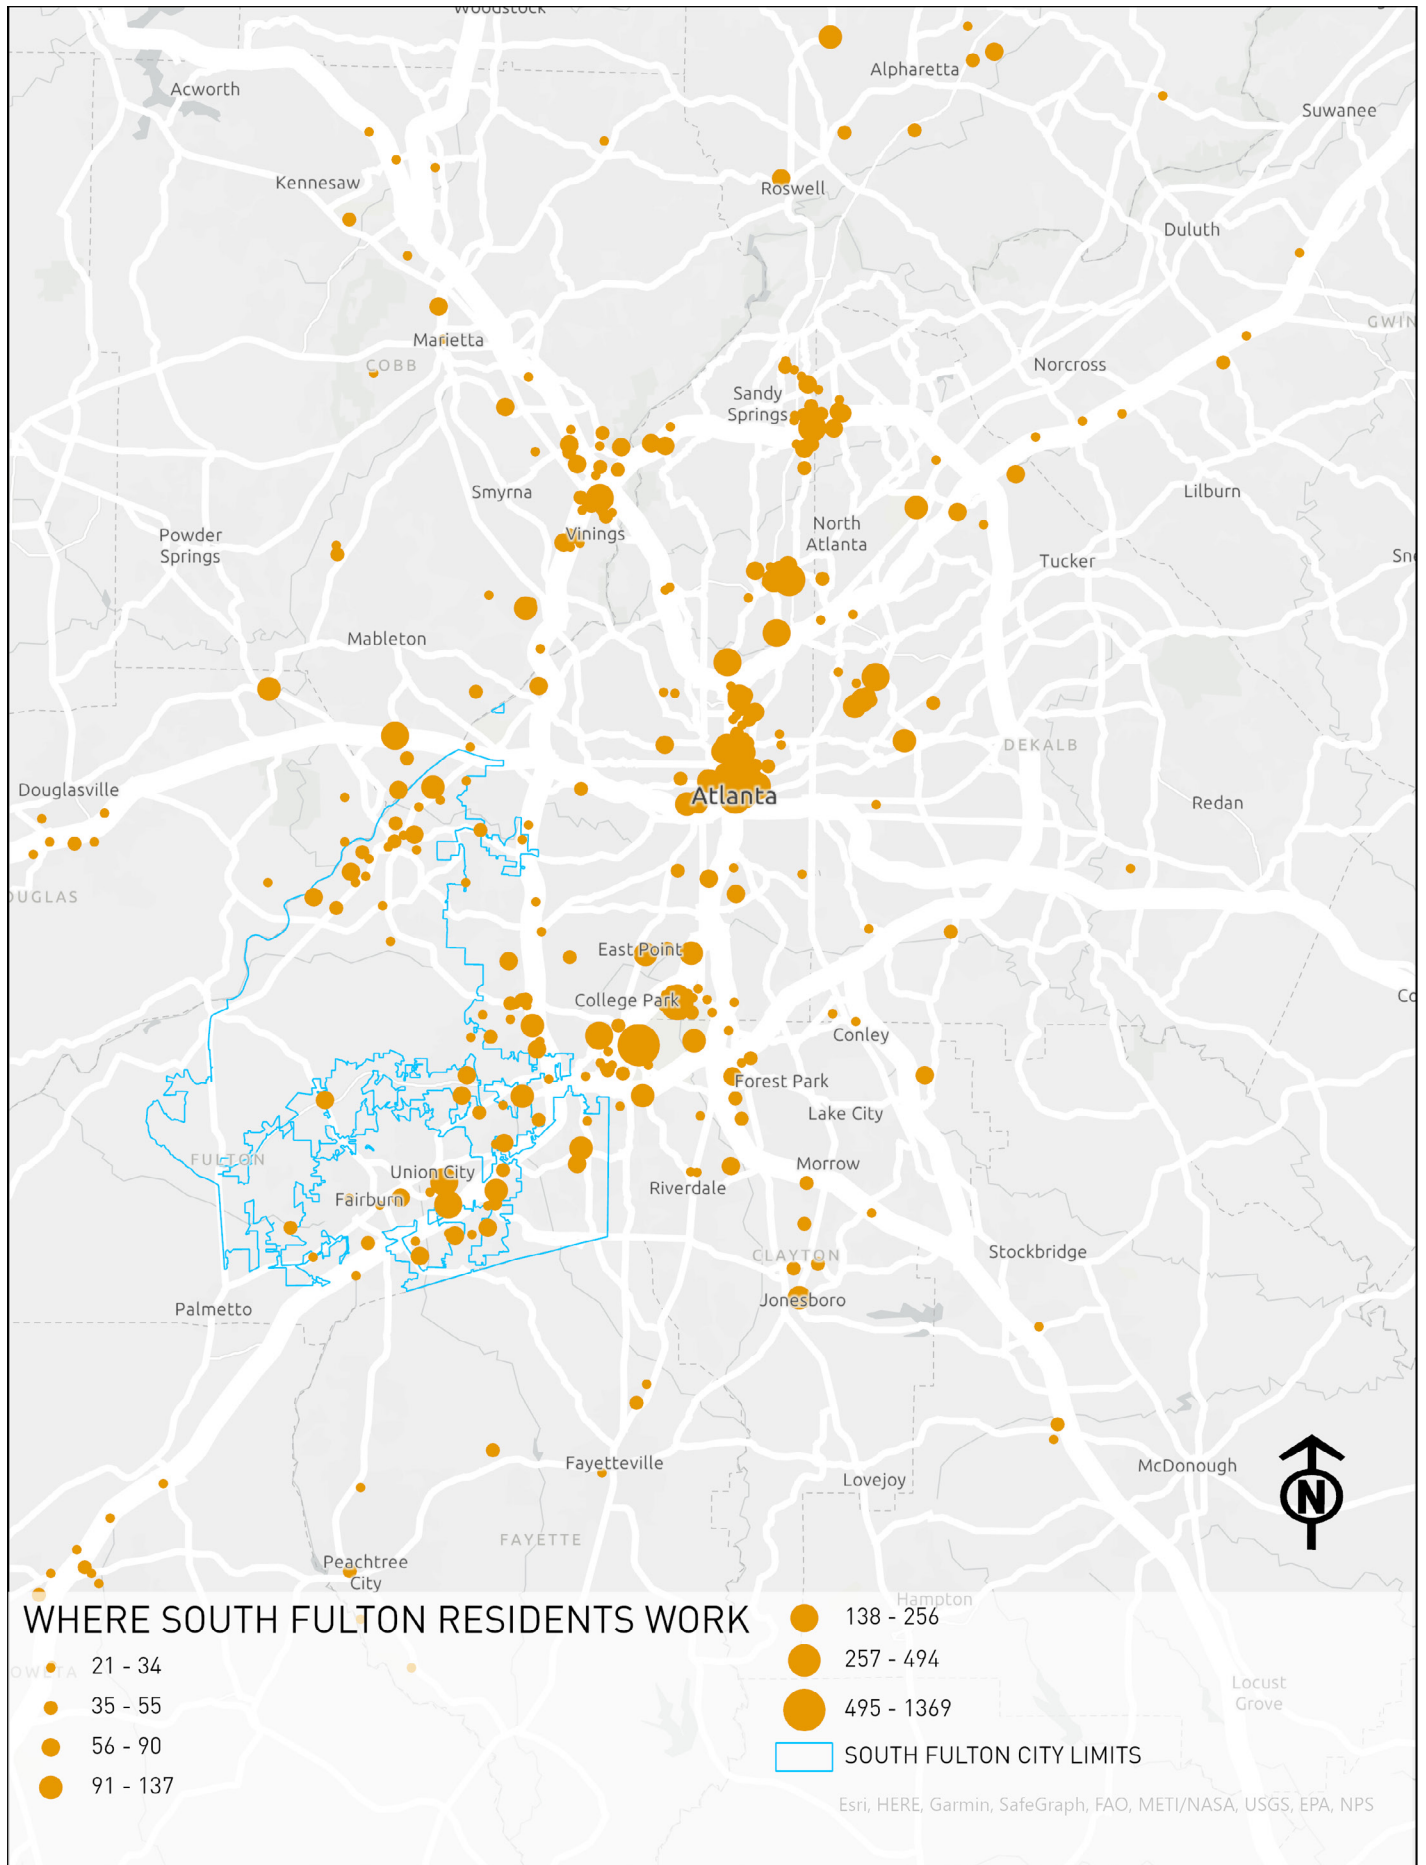 Woodstock
Acworth
Alpharetta
Suwanee
Kennesaw
Roswell
Duluth
GWIN
Marietta
COBB
Norcross
Sandy
Springs
Smyrna
Lilburn
Vinings
North
Atlanta
Powder
Springs
Tucker
Sne
Mableton
DEKALB
Douglasville
Atlanta
Redan
OUGLAS
East Point
College Park
Co
Conley
Forest Park
Lake City
FULTON
Union City
Fairburn
Riverdale
Morrow
CLAYTON
Stockbridge
Jonesboro
Palmetto
Fayetteville
Lovejoy
McDonough
N
FAYETTE
Peachtree
City
Hampton
WHERE SOUTH FULTON RESIDENTS WORK
OWETA
21 - 34
35 - 55
56 - 90
91 - 137
138 - 256
257 - 494
495 - 1369
SOUTH FULTON CITY LIMITS
Locust
Grove
Esri, HERE, Garmin, SafeGraph, FAO, METI/NASA, USGS, EPA, NPS